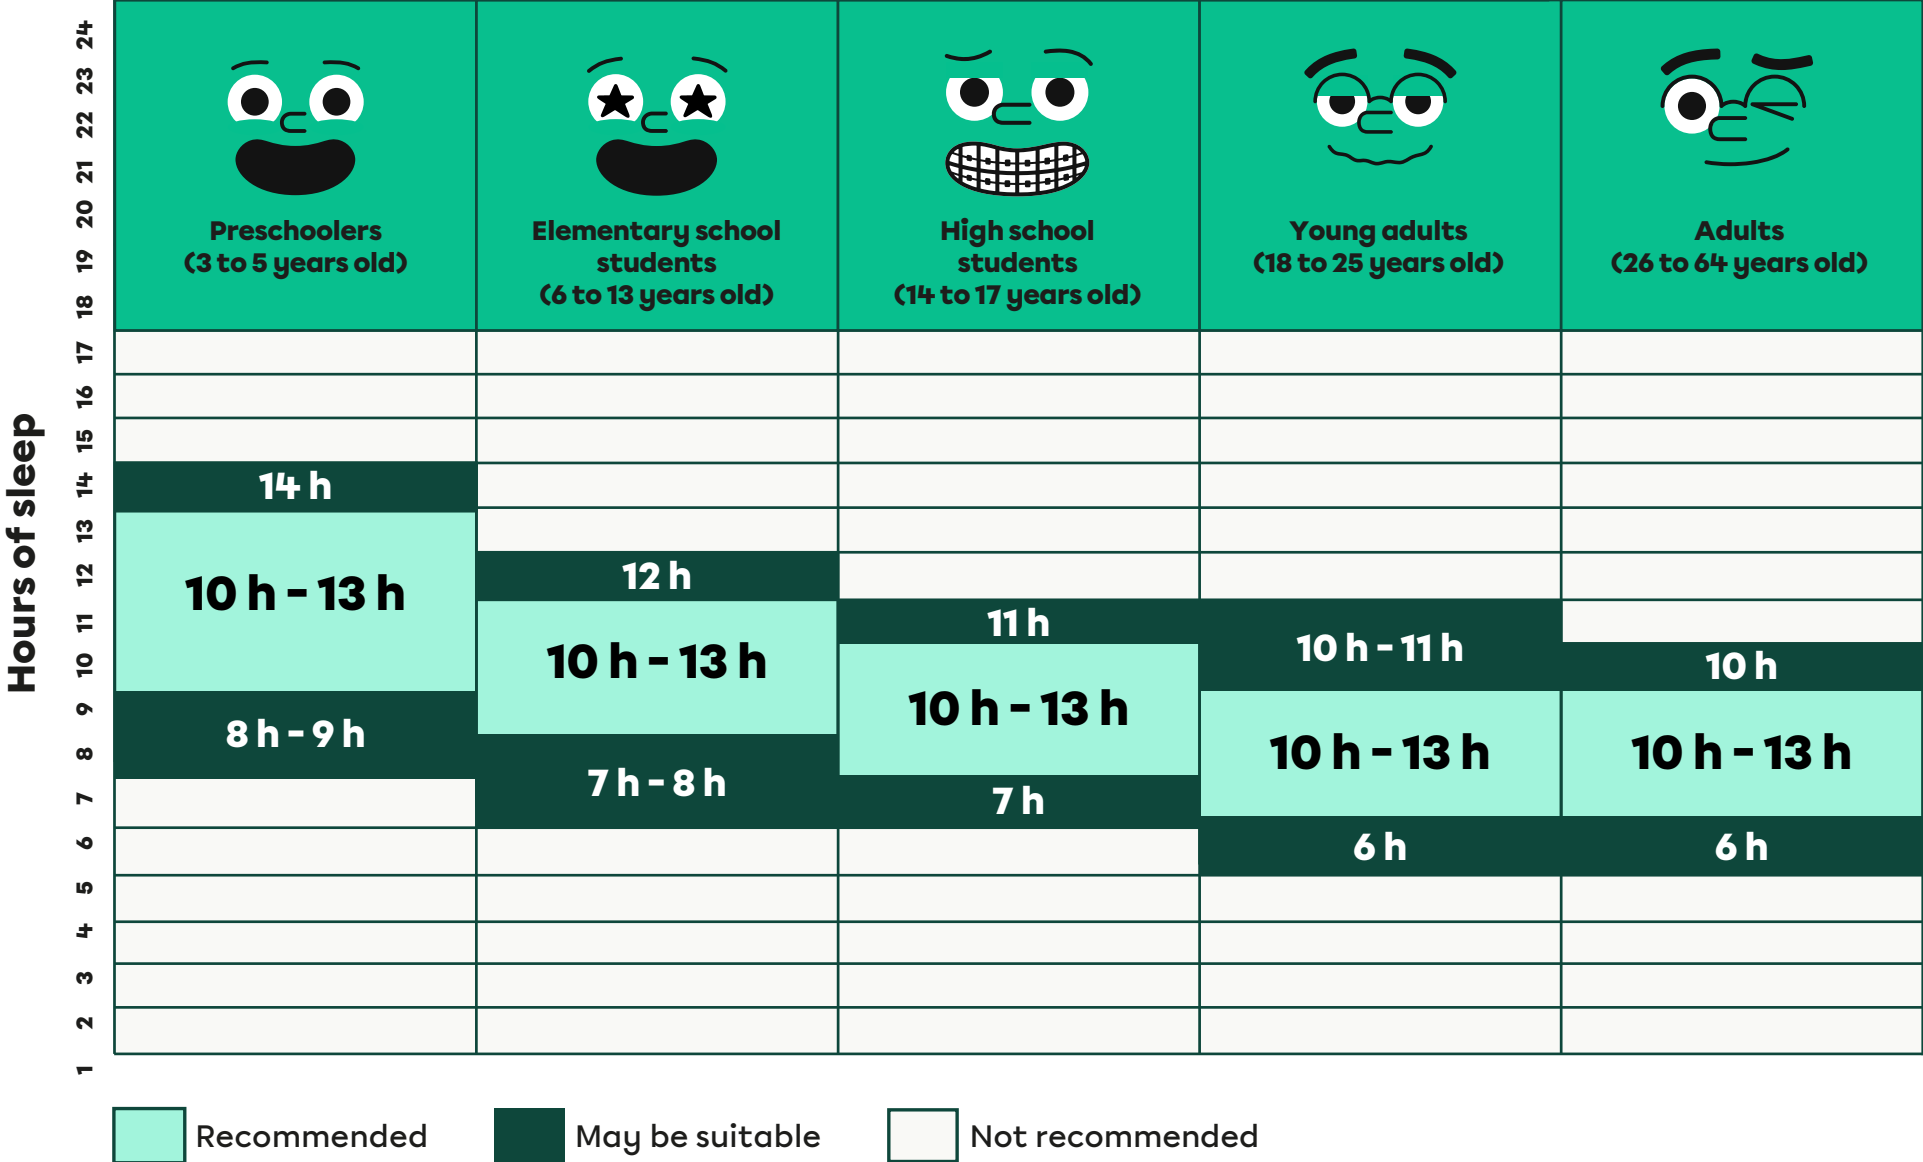 Hours of sleep
24
23
22
21
20
19
18
17
16
15
14
13
12
11
10
9
8
7
6
5
4
3
2
1
Preschoolers
(3 to 5 years old)
14 h
10 h - 13 h
8 h - 9 h
Elementary school
students
(6 to 13 years old)
12 h
10 h - 13 h
7 h - 8 h
High school
students
(14 to 17 years old)
11 h
10 h - 13 h
7 h
Young adults
(18 to 25 years old)
10 h - 11 h
10 h - 13 h
6 h
Adults
(26 to 64 years old)
10 h
10 h - 13 h
6 h
Recommended
May be suitable
Not recommended